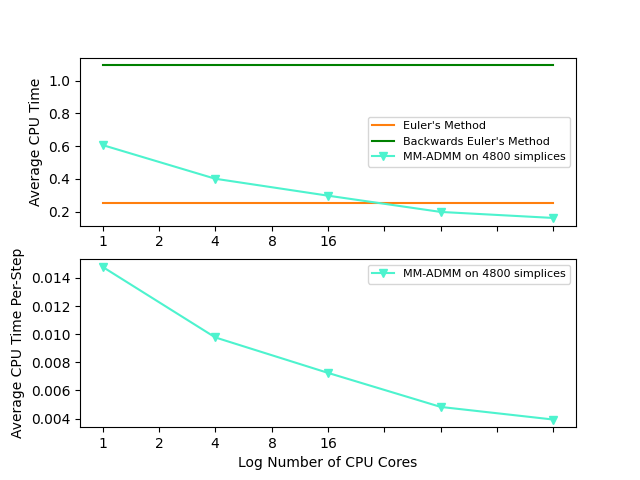 Average CPU Time
1.0
0.8
0.6
0.4
0.2
Euler's Method
Backwards Euler's Method
MM-ADMM on 4800 simplices
1 2 4 8 16
Average CPU Time Per-Step
0.014
0.012
0.010
0.008
0.006
0.004
MM-ADMM on 4800 simplices
1 2 4 8 16
Log Number of CPU Cores